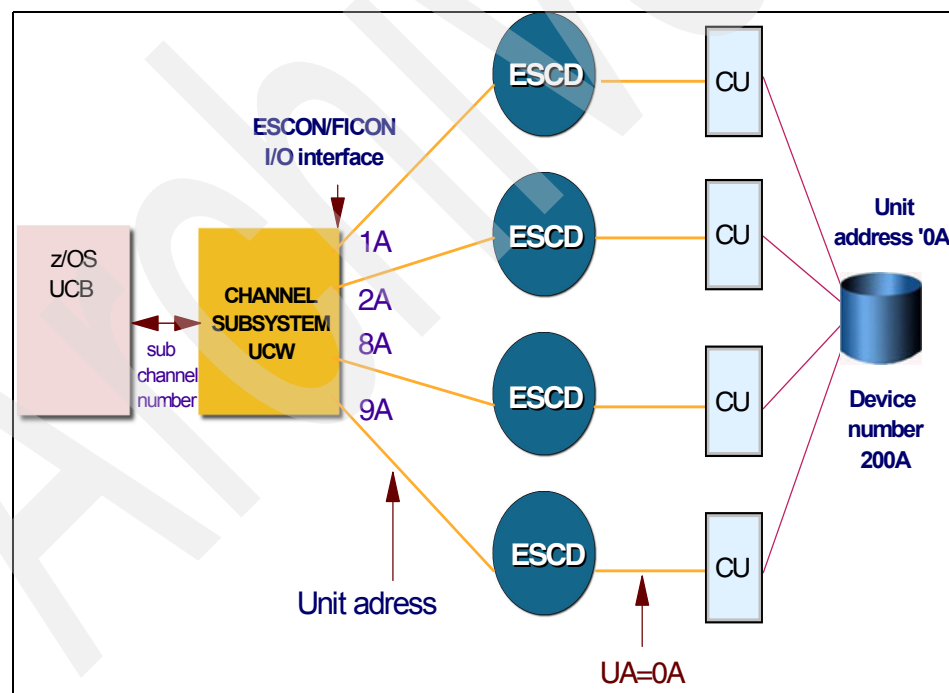 ESCD
CU
ESCON/FICON
I/O interface
1A
ESCD
CU
Unit
address '0A
z/OS
UCB
CHANNEL
SUBSYSTEM
UCW
2A
sub
channel
number
8A
9A
ESCD
CU
Device
number
200A
ESCD
CU
Unit adress
UA=0A